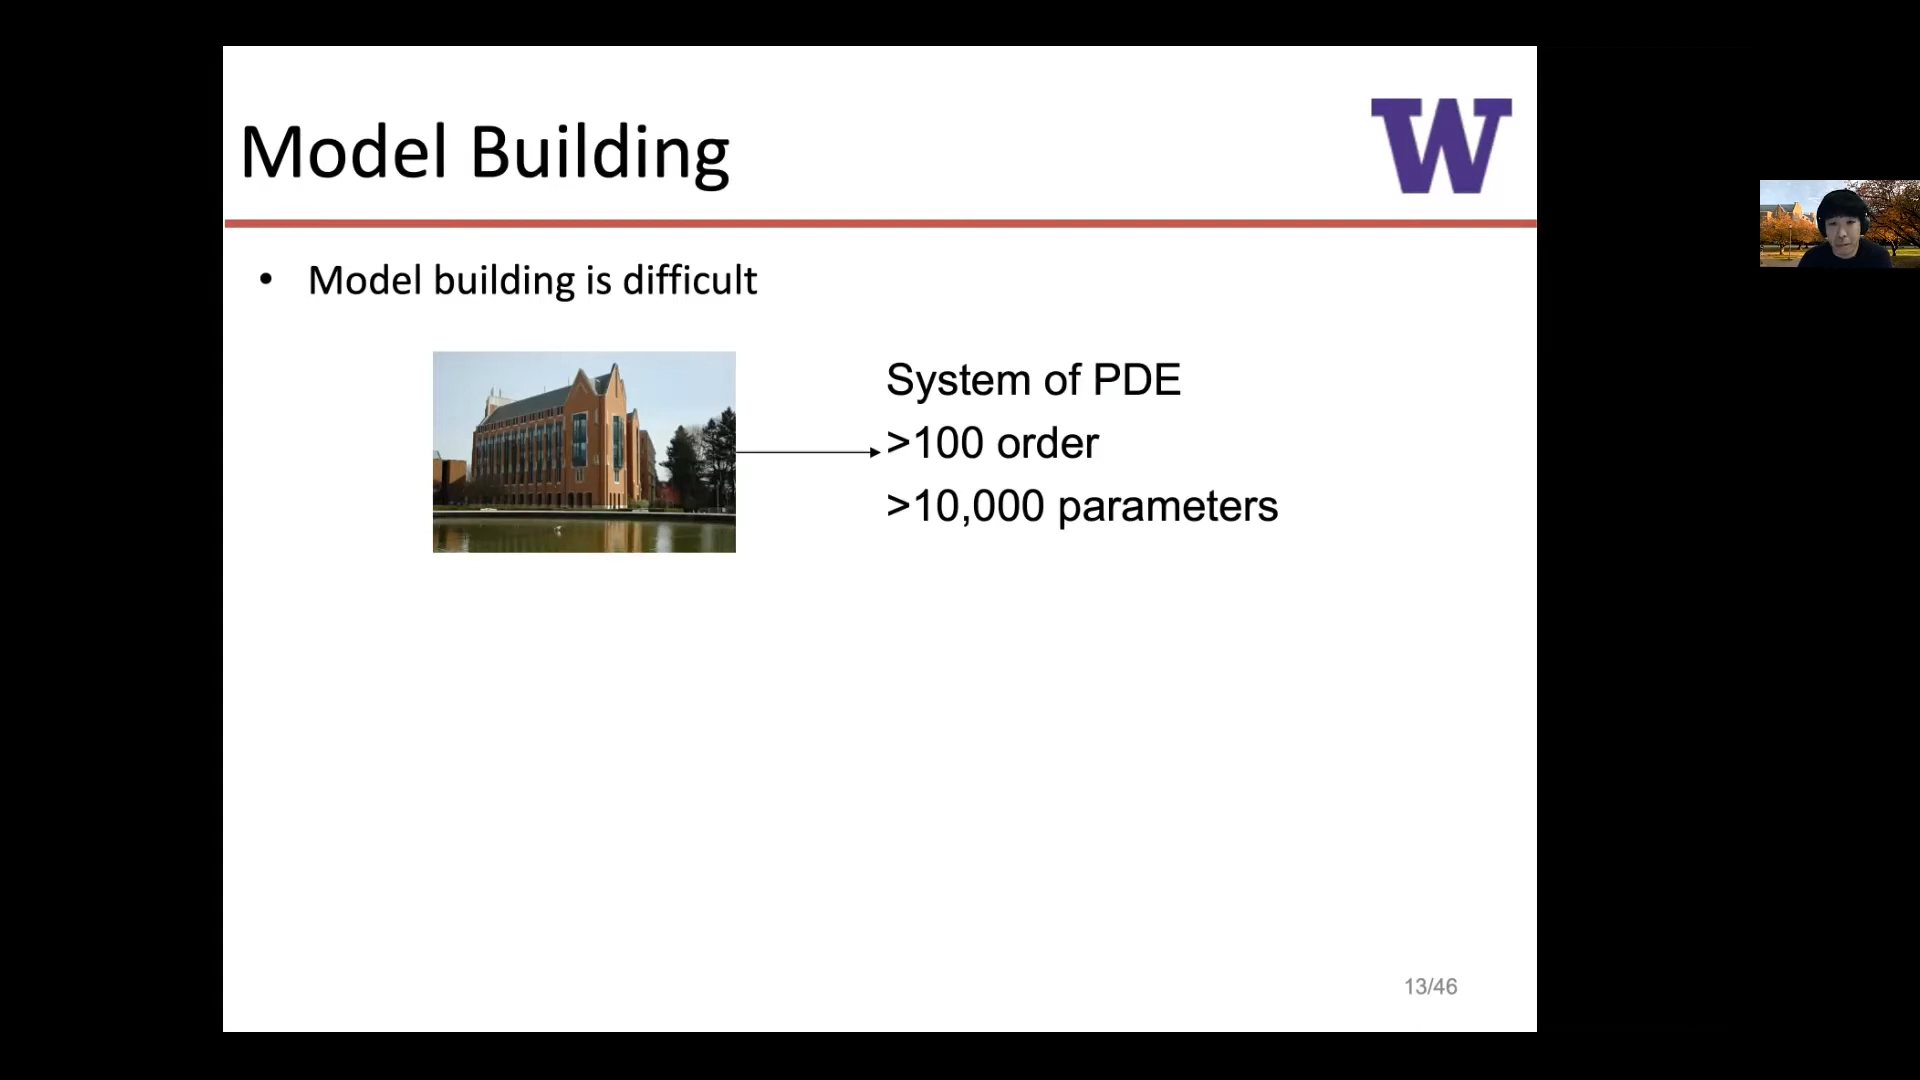 Model Building
W
• Model building is difficult
System of PDE
>100 order
>10,000 parameters
13/46